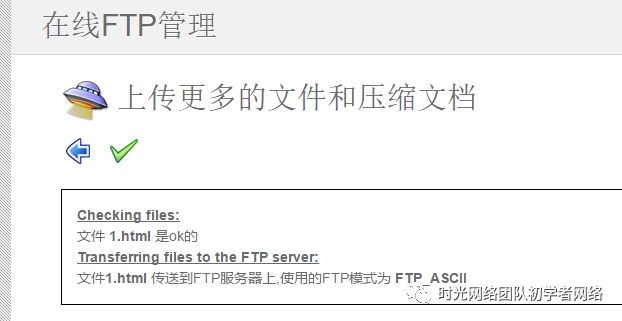 在线FTP管理
上传更多的文件和压缩文档
Checking files:
文件 1.html 是ok的
Transferring files to the FTP server:
文件1.html 传送到FTP服务器上,使用的FTP模式为 FTP_ASCII
时光网络团队初学者网络